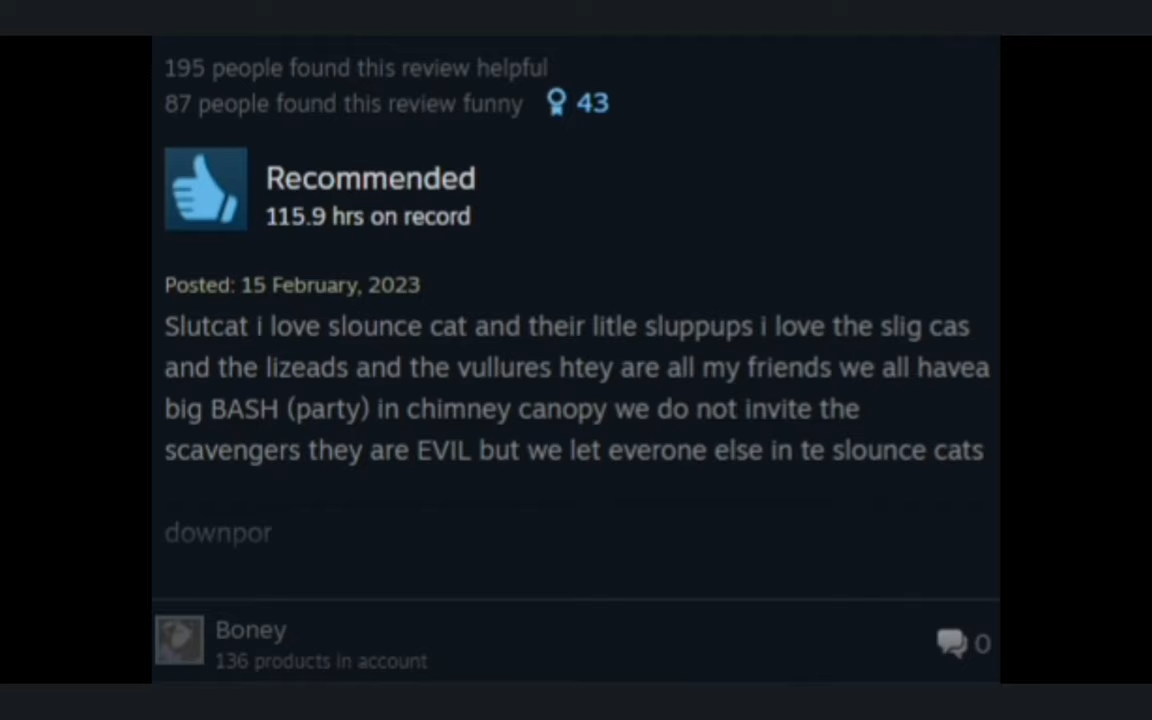 195 people found this review helpful
87 people found this review funny 43
Recommended
115.9 hrs on record
Posted: 15 February, 2023
Slutcat i love slounce cat and their litle sluppups i love the slig cas
and the lizeads and the vullures htey are all my friends we all havea
big BASH (party) in chimney canopy we do not invite the
scavengers they are EVIL but we let everone else in te slounce cats
downpor
Boney
136 products in account
0